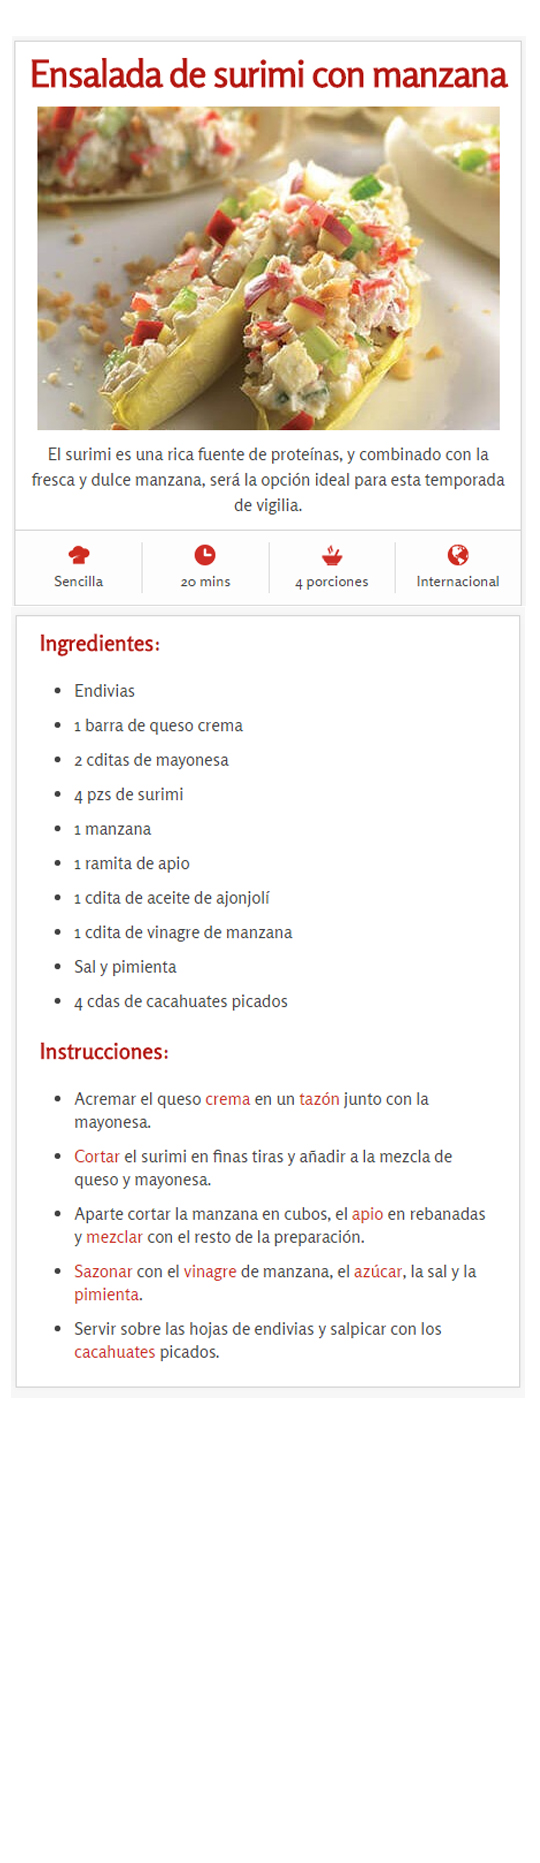 Ensalada de surimi con manzana
El surimi es una rica fuente de proteínas, y combinado con la
fresca y dulce manzana, será la opción ideal para esta temporada
de vigilia.
Sencilla
20 mins
4 porciones
Internacional
Ingredientes:
• Endivias
• 1 barra de queso crema
• 2 cditas de mayonesa
• 4 pzs de surimi
• 1 manzana
• 1 ramita de apio
• 1 cdita de aceite de ajonjolí
• 1 cdita de vinagre de manzana
• Sal y pimienta
• 4 cdas de cacahuates picados
Instrucciones:
• Acremar el queso crema en un tazón junto con la
mayonesa.
• Cortar el surimi en finas tiras y añadir a la mezcla de
queso y mayonesa.
• Aparte cortar la manzana en cubos, el apio en rebanadas
y mezclar con el resto de la preparación.
• Sazonar con el vinagre de manzana, el azúcar, la sal y la
pimienta.
• Servir sobre las hojas de endivias y salpicar con los
cacahuates picados.